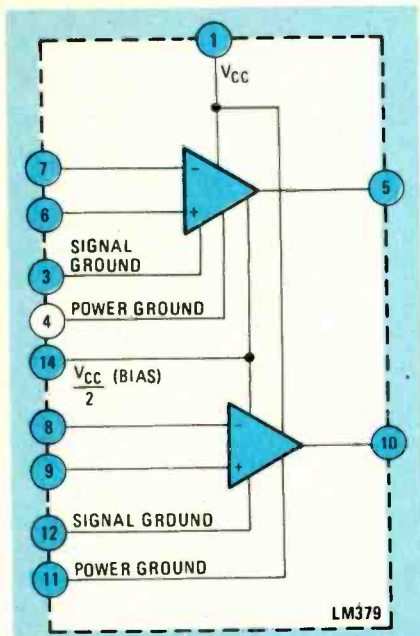 1
VCC
7
6
5
SIGNAL
GROUND
3
POWER GROUND
4
14
VCC/2 (BIAS)
8
10
9
SIGNAL GROUND
12
POWER GROUND
11
LM379
-
+
-
+